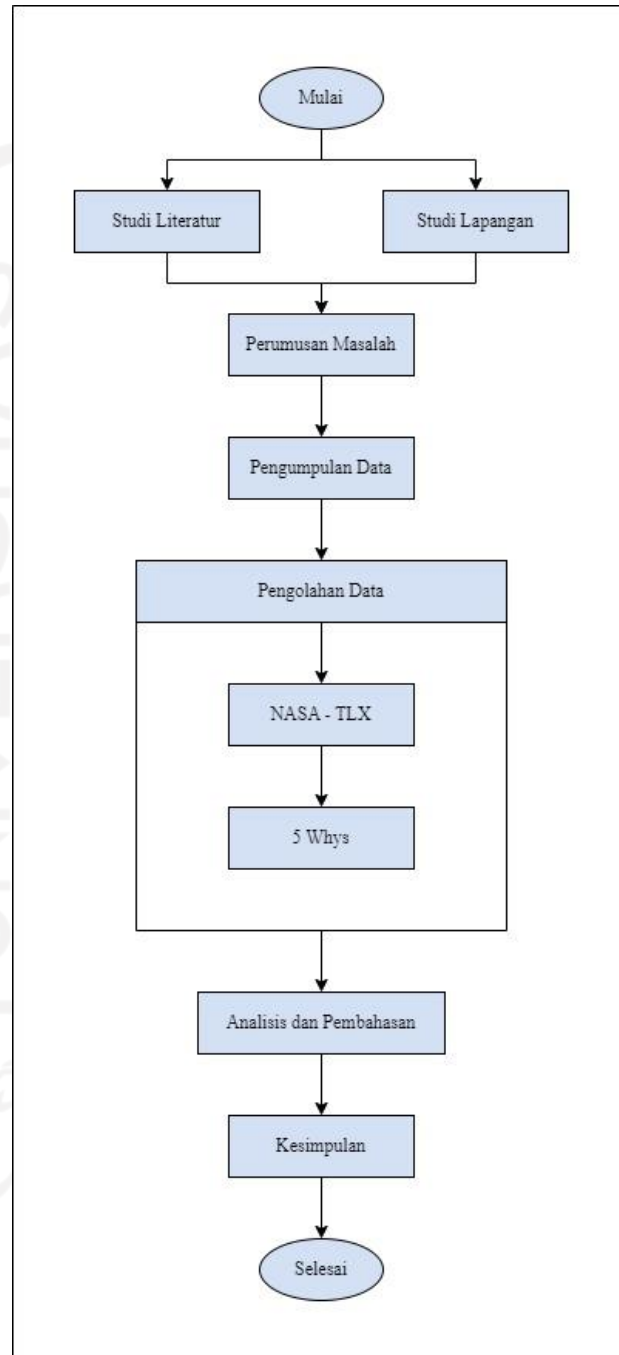 Mulai
Studi Literatur
Studi Lapangan
Perumusan Masalah
Pengumpulan Data
Pengolahan Data
NASA - TLX
5 Whys
Analisis dan Pembahasan
Kesimpulan
Selesai